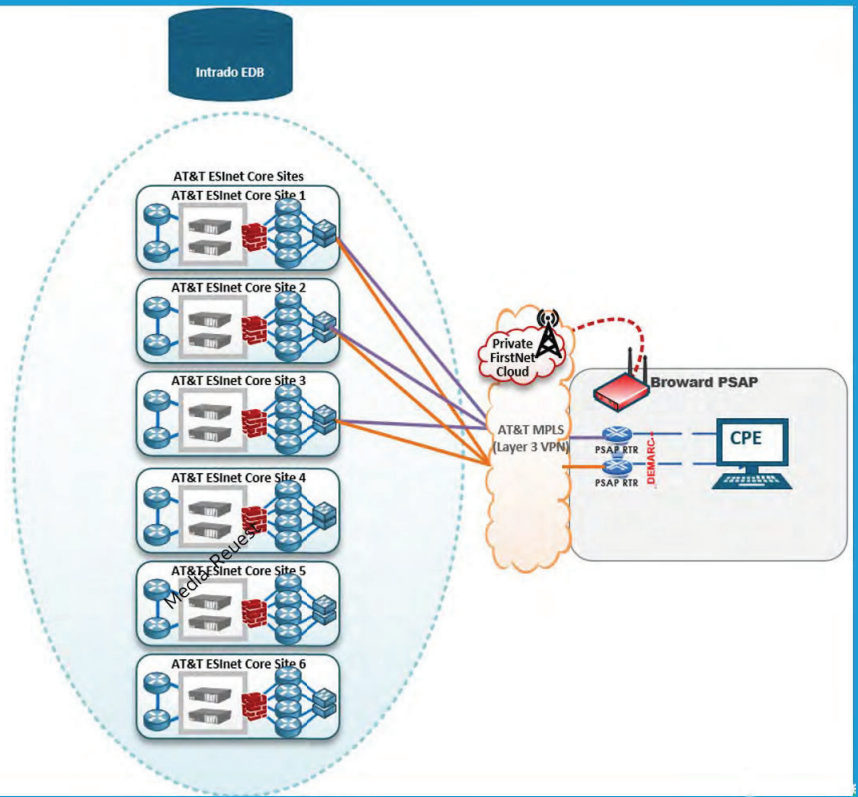 Intrado EDB
AT&T ESInet Core Sites
AT&T ESInet Core Site 1
AT&T ESInet Core Site 2
AT&T ESInet Core Site 3
AT&T ESInet Core Site 4
Media Reuest
AT&T ESInet Core Site 5
AT&T ESInet Core Site 6
Private
FirstNet
Cloud
AT&T MPLS
(Layer 3 VPN)
Broward PSAP
PSAP RTR
PSAP RTR
DEMARC
CPE